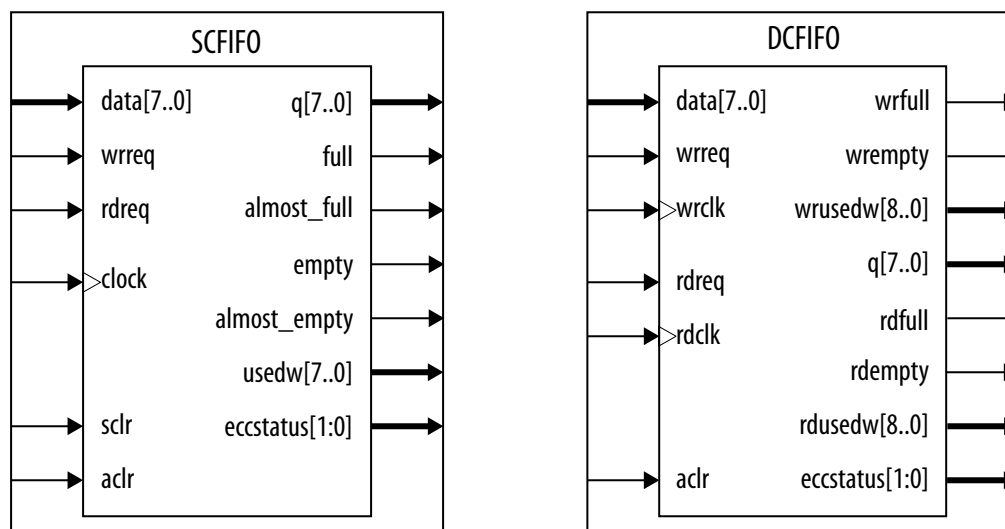 SCFIFO
data[7..0]
q[7..0]
wrreq
full
rdreq
almost_full
clock
empty
almost_empty
usedw[7..0]
sclr
eccstatus[1:0]
aclr
DCFIFO
data[7..0]
wrfull
wrreq
wrempty
wrclk
wrusedw[8..0]
rdreq
q[7..0]
rdclk
rdfull
rdempty
rdusedw[8..0]
aclr
eccstatus[1:0]